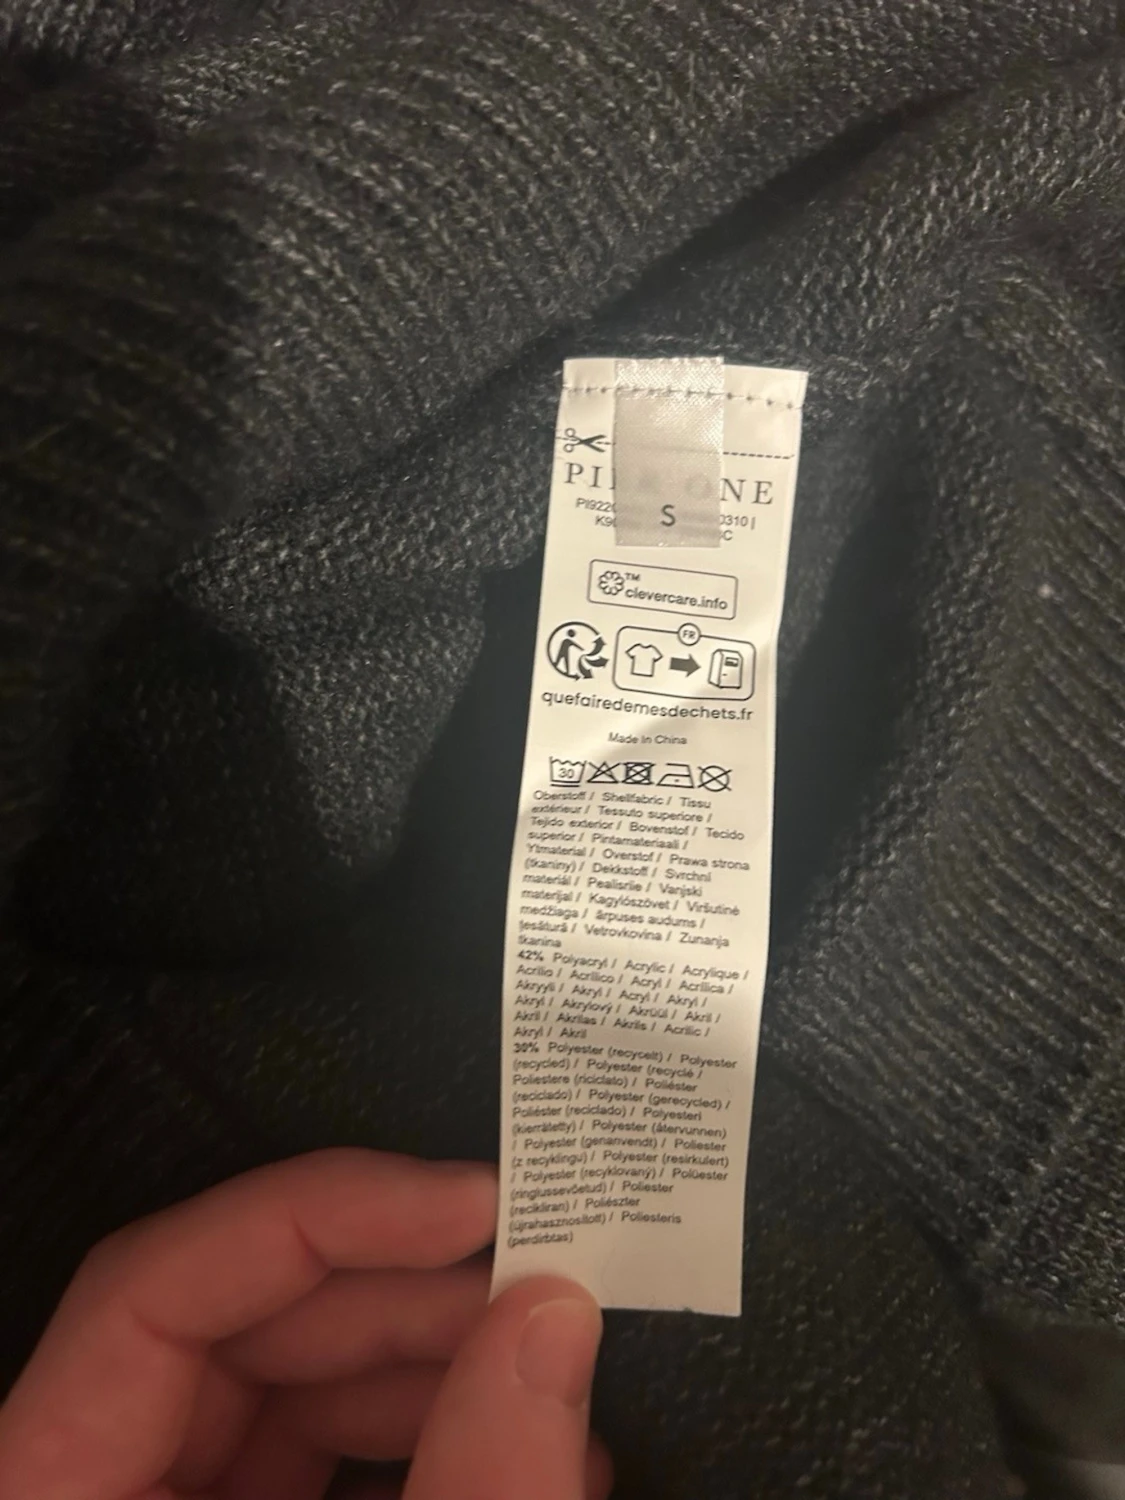 S
0310 |
™
clevercare.info
FR
quefairedemesdechets.fr
Made In China
30
Oberstoff / Shellfabric / Tissu
extérieur / Tessuto superiore /
Tejido exterior / Bovenstof / Tecido
superior / Pintamateriaali /
Ytmaterial / Overstof / Prawa strona
(tkaniny) / Dekkstoff / Svrchní
materiál / Pealisriie / Vanjski
materijal / Kagylószövet / Viršutinė
medžiaga / ārpuses audums /
țesătură / Vetrovkovina / Zunanja
tkanina
42% Polyacryl / Acrylic / Acrylique /
Acrilio / Acrílico / Acryl / Acrílica /
Akryyli / Akryl / Acryl / Akryl /
Akryl / Akrylový / Akrüül / Akril /
Akril / Akrilas / Akrils / Acrilic /
Akryl / Akril
30% Polyester (recycelt) / Polyester
(recycled) / Polyester (recyclé /
Poliestere (riciclato) / Poliéster
(reciclado) / Polyester (gerecycled) /
Poliéster (reciclado) / Polyesteri
(kierrätetty) / Polyester (återvunnen)
/ Polyester (genanvendt) / Poliester
(z recyklingu) / Polyester (resirkulert)
/ Polyester (recyklovaný) / Polüester
(ringlussevõetud) / Poliester
(recikliran) / Poliészter
(újrahasznosított) / Poliesteris
(perdirbtas)